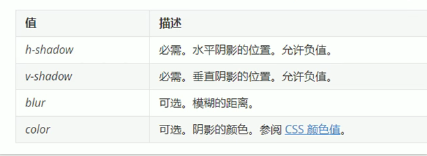 值 描述
h-shadow 必需。水平阴影的位置。允许负值。
v-shadow 必需。垂直阴影的位置。允许负值。
blur 可选。模糊的距离。
color 可选。阴影的颜色。参阅 CSS 颜色值。